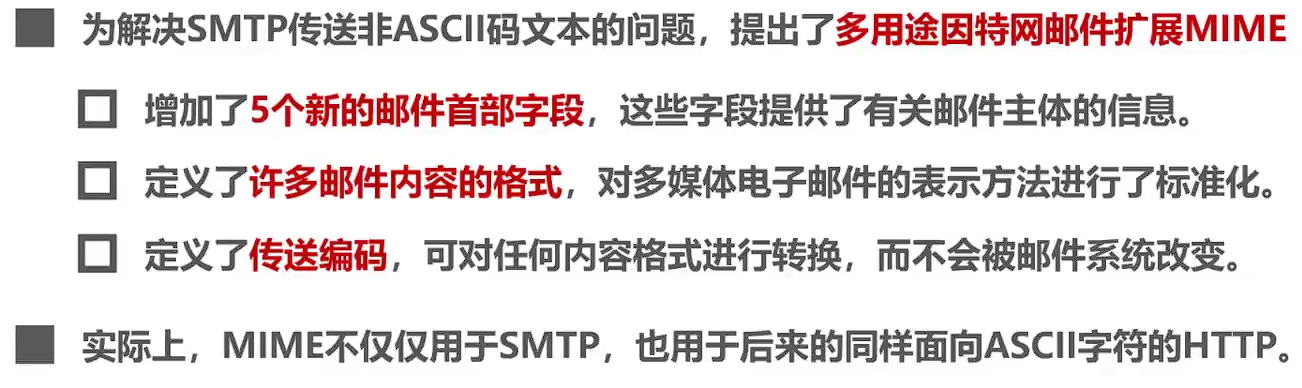 为解决SMTP传送非ASCII码文本的问题，提出了多用途因特网邮件扩展MIME
增加了5个新的邮件首部字段，这些字段提供了有关邮件主体的信息。
定义了许多邮件内容的格式，对多媒体电子邮件的表示方法进行了标准化。
定义了传送编码，可对任何内容格式进行转换，而不会被邮件系统改变。
实际上，MIME不仅仅用于SMTP，也用于后来的同样面向ASCII字符的HTTP。